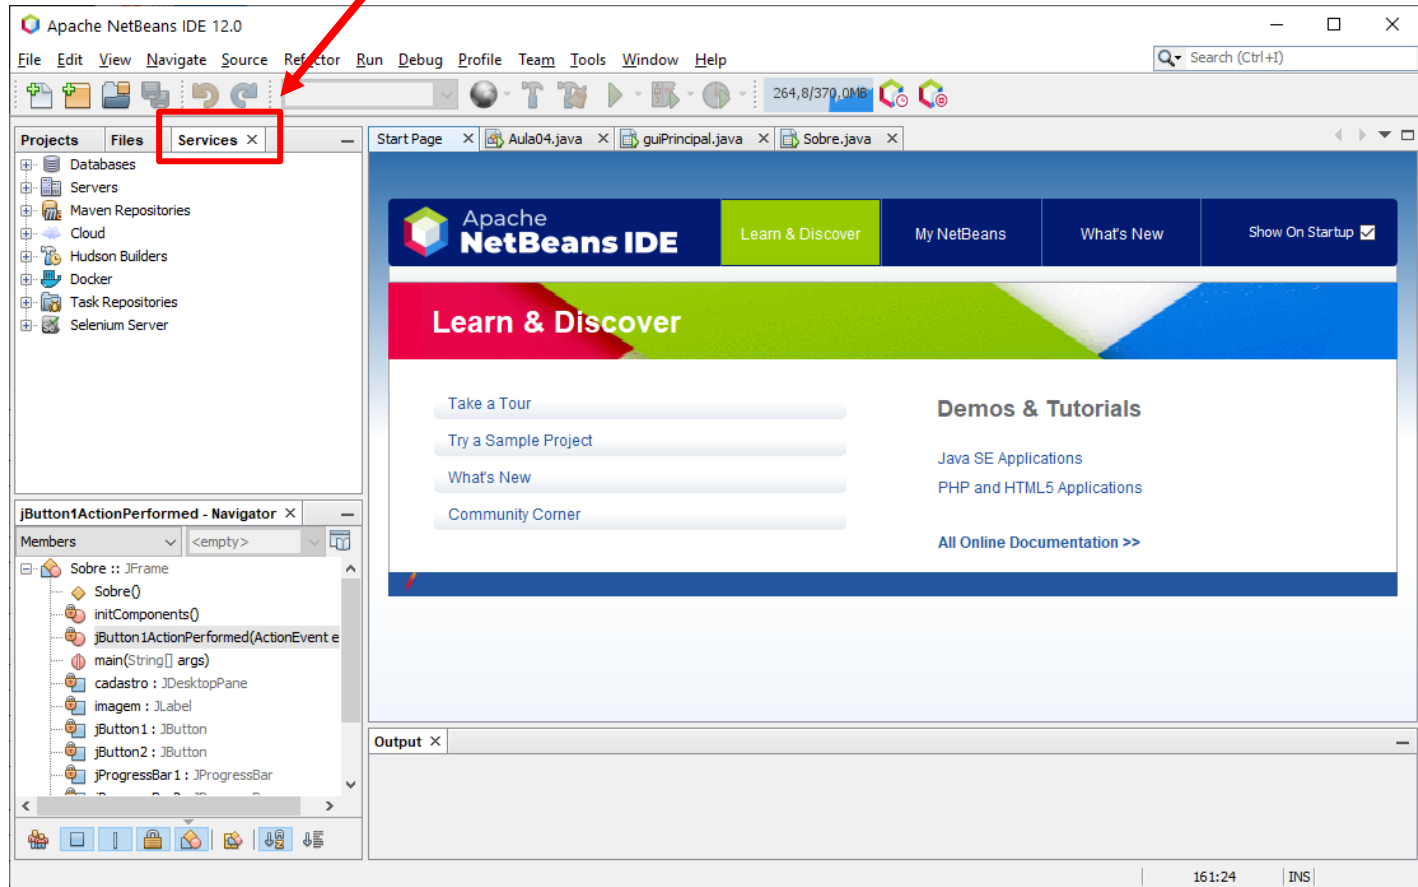 Apache NetBeans IDE 12.0
File Edit View Navigate Source Refactor Run Debug Profile Team Tools Window Help
Search (Ctrl+I)
264,8/370,0MB
Projects Files Services
Databases
Servers
Maven Repositories
Cloud
Hudson Builders
Docker
Task Repositories
Selenium Server
Start Page Aula04.java guiPrincipal.java Sobre.java
Apache
NetBeans IDE
Learn & Discover My NetBeans What's New Show On Startup
Learn & Discover
Take a Tour
Try a Sample Project
What's New
Community Corner
Demos & Tutorials
Java SE Applications
PHP and HTML5 Applications
All Online Documentation >>
jButton1ActionPerformed - Navigator
Members <empty>
Sobre :: JFrame
Sobre()
initComponents()
jButton1ActionPerformed(ActionEvent e
main(String[] args)
cadastro : JDesktopPane
imagem : JLabel
jButton1 : JButton
jButton2 : JButton
jProgressBar1 : JProgressBar
Output
161:24 INS